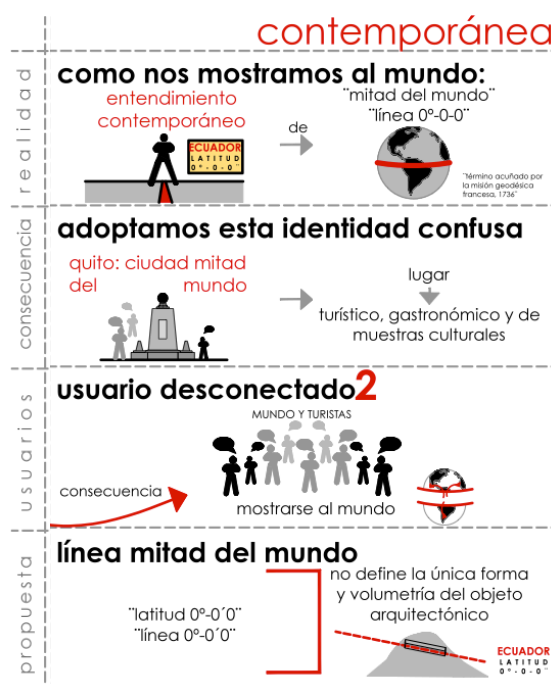 contemporánea
realidad
como nos mostramos al mundo:
entendimiento
contemporáneo
ECUADOR
LATITUD
0°-0-0¨
de
¨mitad del mundo¨
¨línea 0º-0-0¨
¨término acuñado por
la misión geodésica
francesa, 1736¨
consecuencia
adoptamos esta identidad confusa
quito: ciudad mitad
del mundo
lugar
turístico, gastronómico y de
muestras culturales
usuarios
usuario desconectado2
MUNDO Y TURISTAS
consecuencia
mostrarse al mundo
propuesta
línea mitad del mundo
¨latitud 0º-0´0¨
¨línea 0º-0´0¨
no define la única forma
y volumetría del objeto
arquitectónico
ECUADOR
LATITUD
0°-0-0¨